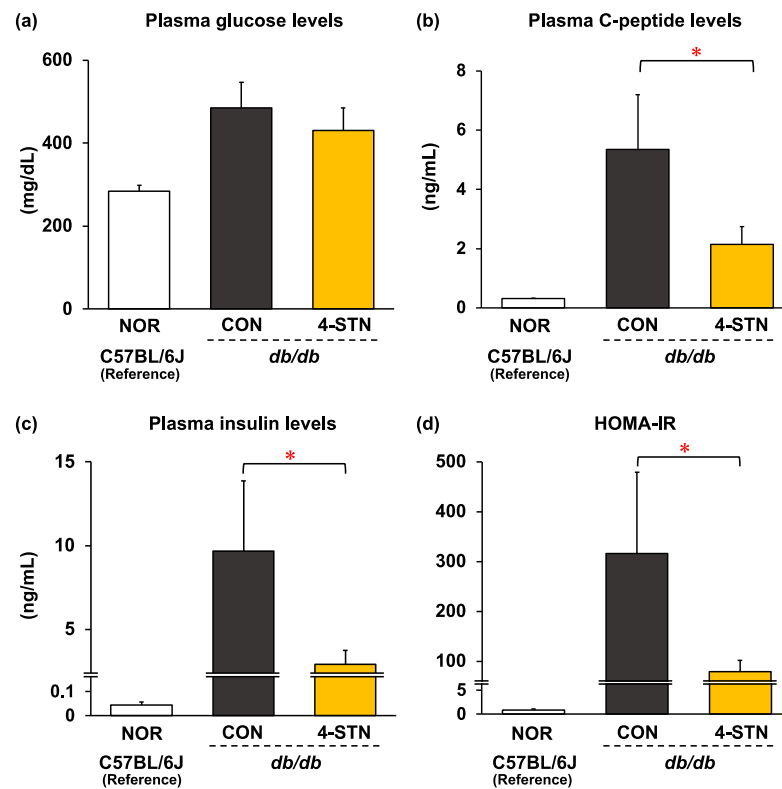 (a) Plasma glucose levels
600
400
200
0
(mg/dL)
NOR CON 4-STN
C57BL/6J db/db
(Reference)
(b) Plasma C-peptide levels
*
8
6
4
2
0
(ng/mL)
NOR CON 4-STN
C57BL/6J db/db
(Reference)
(c) Plasma insulin levels
*
15
10
5
0.1
0
(ng/mL)
NOR CON 4-STN
C57BL/6J db/db
(Reference)
(d) HOMA-IR
*
500
400
300
200
100
5
0
NOR CON 4-STN
C57BL/6J db/db
(Reference)